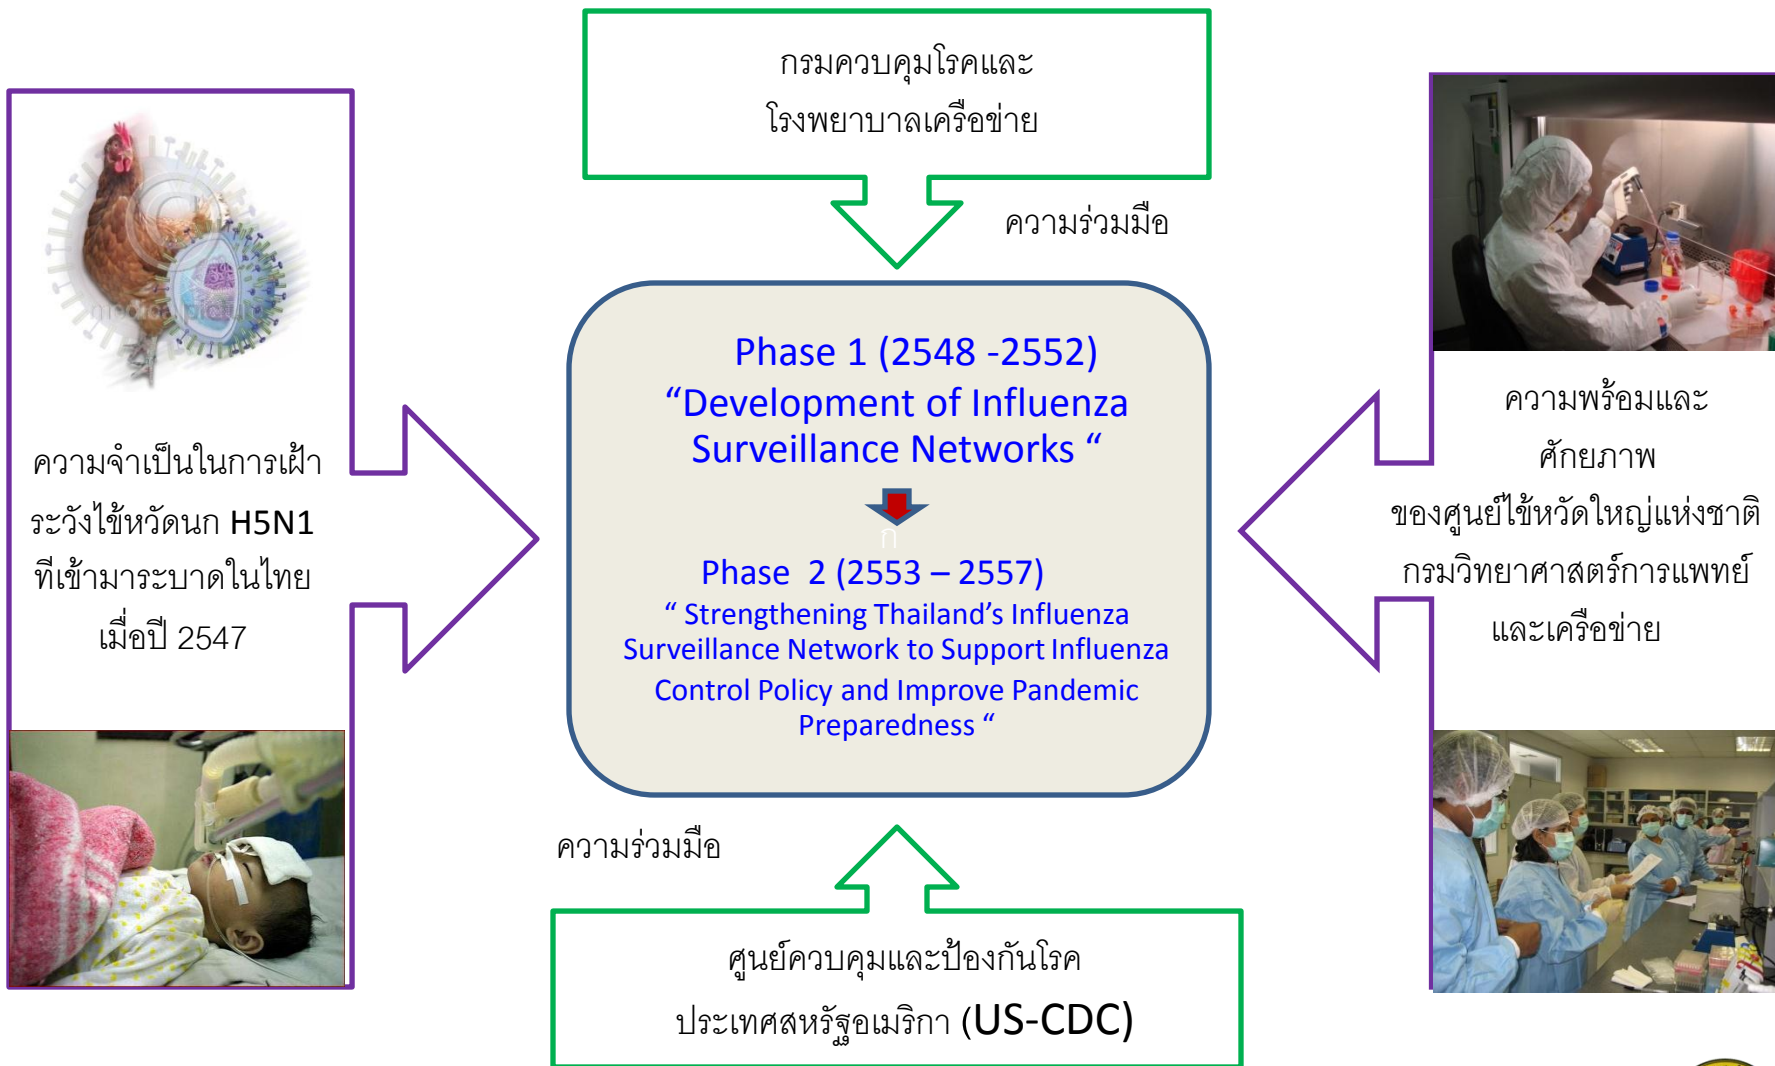 กรมควบคุมโรคและ
โรงพยาบาลเครือข่าย
ความร่วมมือ
ความจำเป็นในการเฝ้า
ระวังไข้หวัดนก H5N1
ที่เข้ามาระบาดในไทย
เมื่อปี 2547
Phase 1 (2548 -2552)
“Development of Influenza
Surveillance Networks “
ก
Phase 2 (2553 – 2557)
“ Strengthening Thailand’s Influenza
Surveillance Network to Support Influenza
Control Policy and Improve Pandemic
Preparedness “
ความพร้อมและ
ศักยภาพ
ของศูนย์ไข้หวัดใหญ่แห่งชาติ
กรมวิทยาศาสตร์การแพทย์
และเครือข่าย
ความร่วมมือ
ศูนย์ควบคุมและป้องกันโรค
ประเทศสหรัฐอเมริกา (US-CDC)